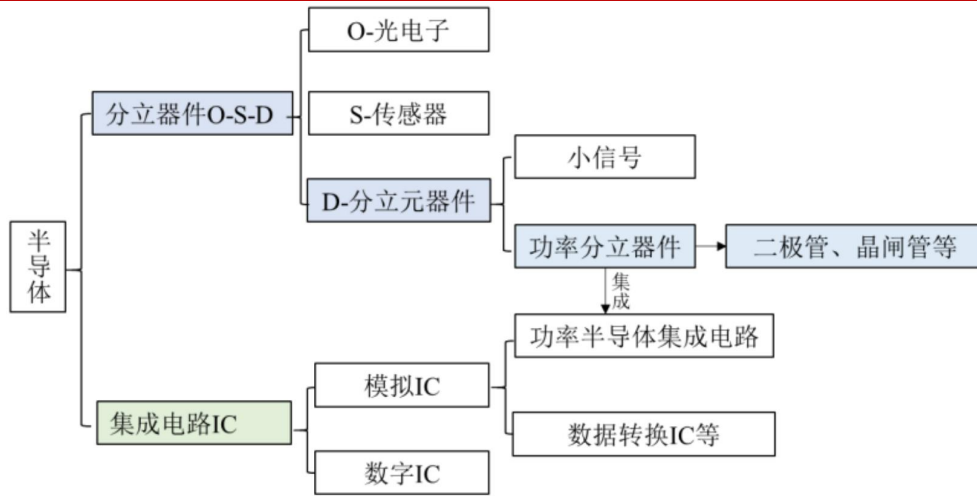 O-光电子
分立器件O-S-D
S-传感器
小信号
D-分立元器件
半导体
功率分立器件
二极管、晶闸管等
集成
功率半导体集成电路
模拟IC
集成电路IC
数据转换IC等
数字IC